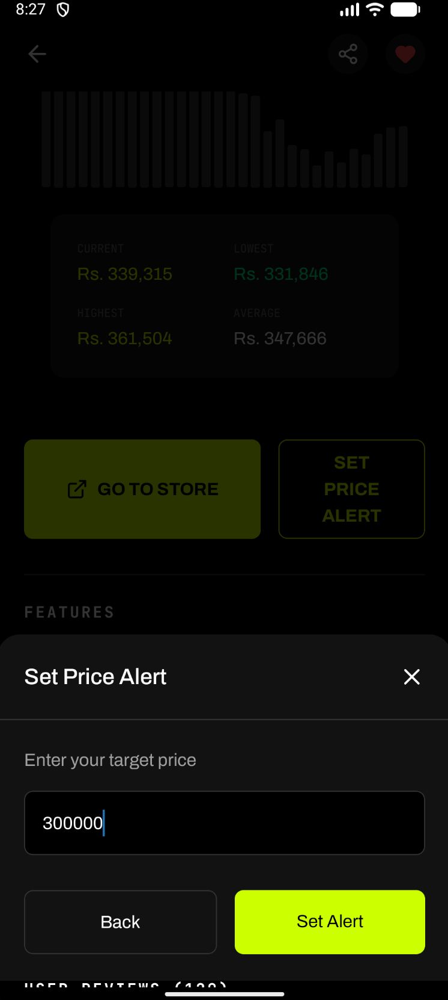 8:27
CURRENT LOWEST
Rs. 339,315 Rs. 331,846
HIGHEST AVERAGE
Rs. 361,504 Rs. 347,666
GO TO STORE
SET
PRICE
ALERT
FEATURES
Set Price Alert
Enter your target price
300000
Back Set Alert
USER REVIEWS